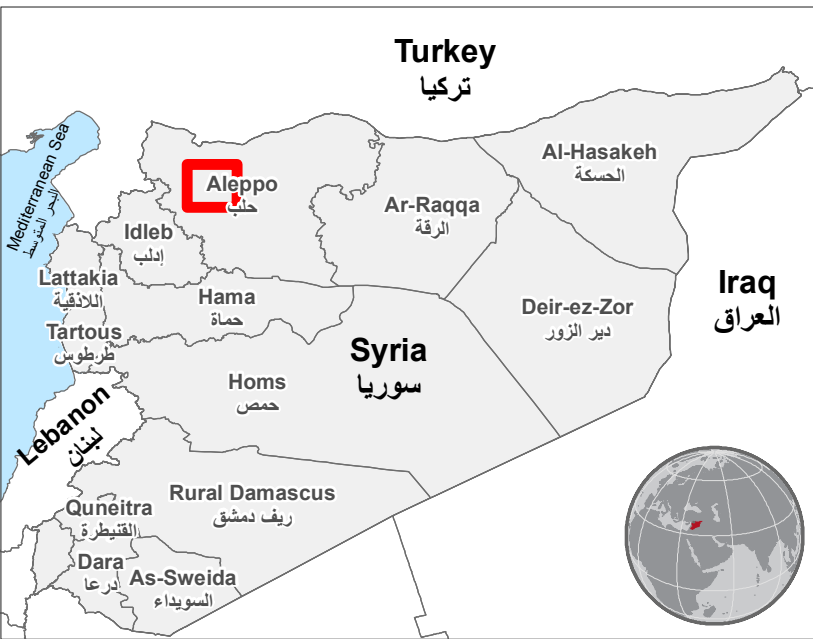 Turkey
تركيا
Mediterranean Sea
البحر المتوسط
Al-Hasakeh
الحسكة
Aleppo
حلب
Ar-Raqqa
الرقة
Idleb
إدلب
Lattakia
اللاذقية
Hama
حماة
Iraq
العراق
Deir-ez-Zor
دير الزور
Tartous
طرطوس
Syria
سوريا
Homs
حمص
Lebanon
لبنان
Rural Damascus
ريف دمشق
Quneitra
القنيطرة
Dara
درعا
As-Sweida
السويداء